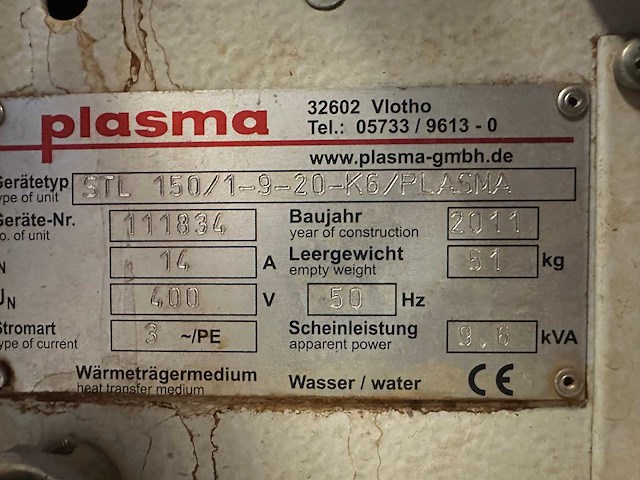 plasma
32602 Vlotho
Tel.: 05733 / 9613 - 0
www.plasma-gmbh.de
Gerätetyp STL 150/1-9-20-K6/PLASMA
type of unit
Geräte-Nr. 111834 Baujahr 2011
no. of unit year of construction
N 14 A Leergewicht 51 kg
empty weight
UN 400 V 50 Hz
Stromart 3 ~/PE Scheinleistung 9,6 kVA
type of current apparent power
Wärmeträgermedium Wasser / water CE
heat transfer medium